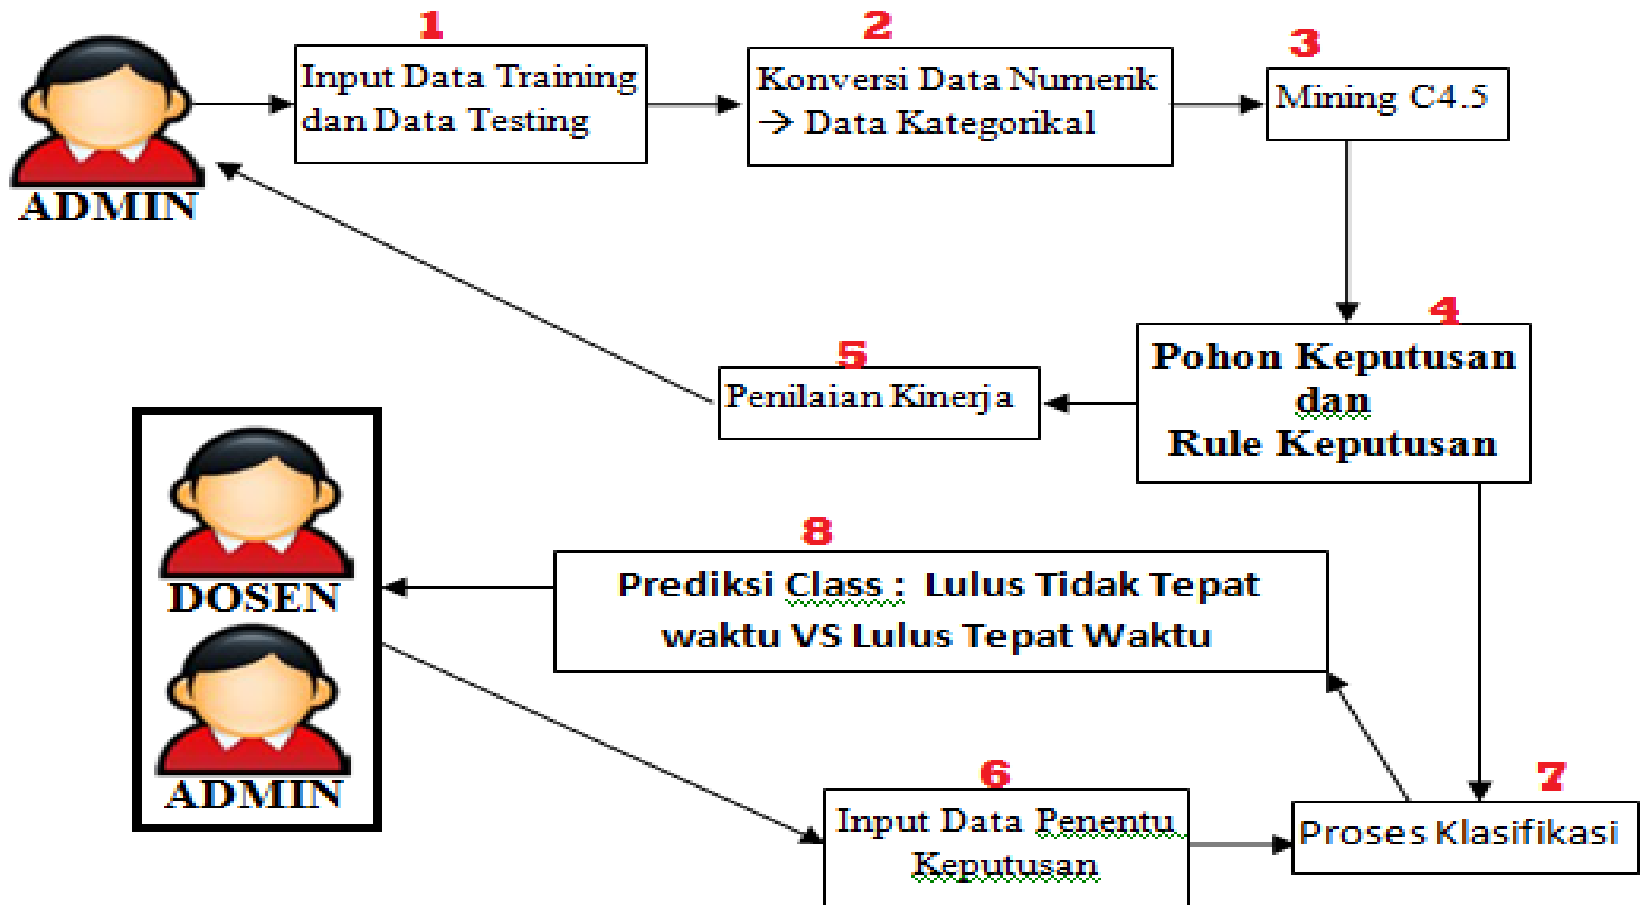 1
Input Data Training
dan Data Testing
2
Konversi Data Numerik
→ Data Kategorikal
3
Mining C4.5
ADMIN
4
Pohon Keputusan
dan
Rule Keputusan
5
Penilaian Kinerja
DOSEN
ADMIN
8
Prediksi Class : Lulus Tidak Tepat
waktu VS Lulus Tepat Waktu
6
Input Data Penentu
Keputusan
7
Proses Klasifikasi